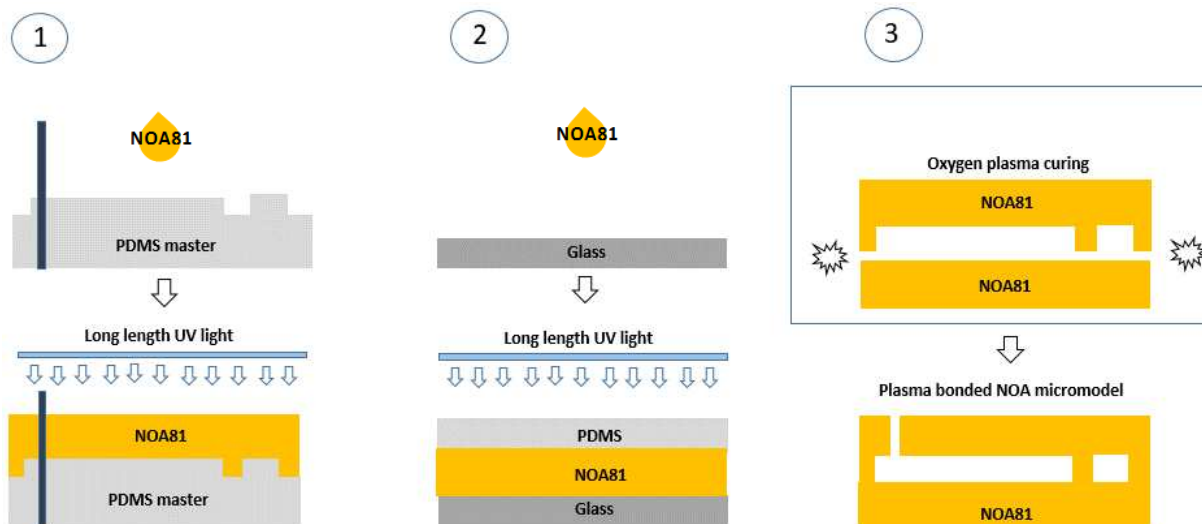 1
NOA81
PDMS master
Long length UV light
NOA81
PDMS master
2
NOA81
Glass
Long length UV light
PDMS
NOA81
Glass
3
Oxygen plasma curing
NOA81
NOA81
Plasma bonded NOA micromodel
NOA81